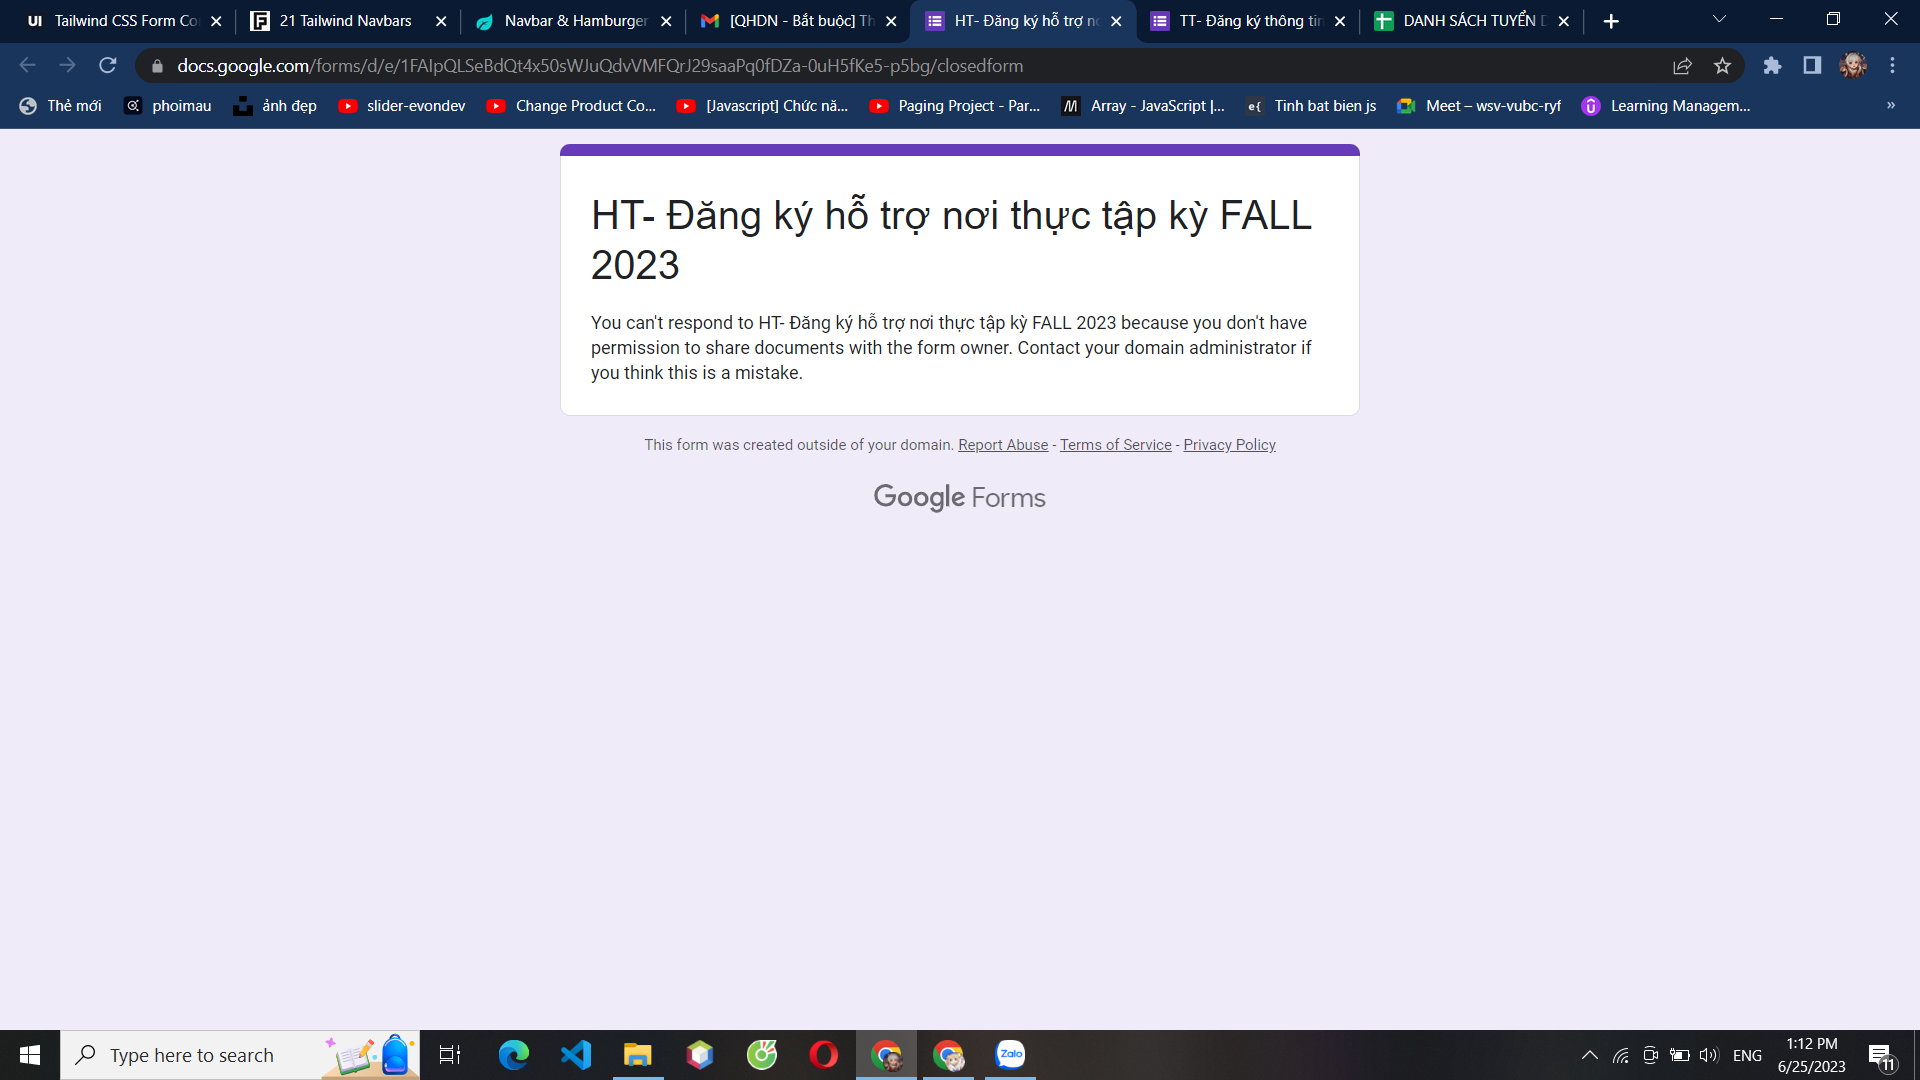 Tailwind CSS Form Co
21 Tailwind Navbars
Navbar & Hamburger
[QHDN - Bắt buộc] Th
HT- Đăng ký hỗ trợ nơ
TT- Đăng ký thông tin
DANH SÁCH TUYỂN D
docs.google.com/forms/d/e/1FAIpQLSeBdQt4x50sWJuQdvVMFQrJ29saaPq0fDZa-0uH5fKe5-p5bg/closedform
Thẻ mới
phoimau
ảnh đẹp
slider-evondev
Change Product Co...
[Javascript] Chức nă...
Paging Project - Par...
Array - JavaScript |...
Tinh bat bien js
Meet – wsv-vubc-ryf
Learning Managem...
»
HT- Đăng ký hỗ trợ nơi thực tập kỳ FALL
2023
You can't respond to HT- Đăng ký hỗ trợ nơi thực tập kỳ FALL 2023 because you don't have
permission to share documents with the form owner. Contact your domain administrator if
you think this is a mistake.
This form was created outside of your domain. Report Abuse - Terms of Service - Privacy Policy
Google Forms
Type here to search
Zalo
ENG
1:12 PM
6/25/2023
11